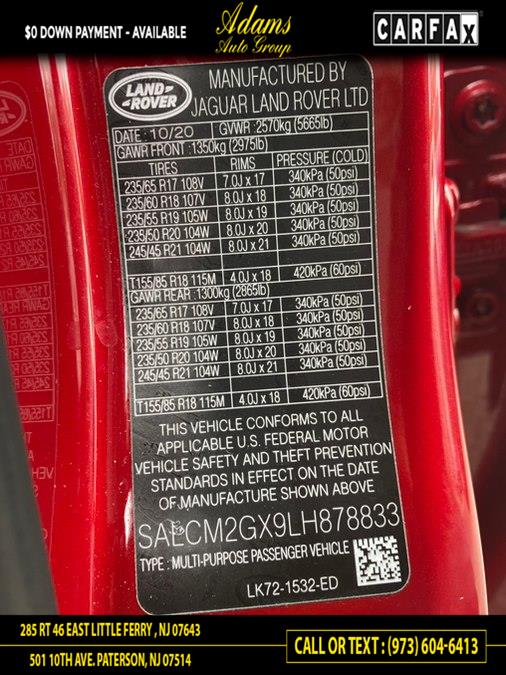 $0 DOWN PAYMENT - AVAILABLE
Adams
Auto Group
CARFAX
LAND
ROVER
MANUFACTURED BY
JAGUAR LAND ROVER LTD
DATE : 10/20 GVWR : 2570kg (5665lb)
GAWR FRONT : 1350kg (2975lb)
TIRES RIMS PRESSURE (COLD)
235/65 R17 108V 7.0J x 17 340kPa (50psi)
235/60 R18 107V 8.0J x 18 340kPa (50psi)
235/55 R19 105W 8.0J x 19 340kPa (50psi)
235/50 R20 104W 8.0J x 20 340kPa (50psi)
245/45 R21 104W 8.0J x 21 340kPa (50psi)
T155/85 R18 115M 4.0J x 18 420kPa (60psi)
GAWR REAR : 1300kg (2865lb)
235/65 R17 108V 7.0J x 17 340kPa (50psi)
235/60 R18 107V 8.0J x 18 340kPa (50psi)
235/55 R19 105W 8.0J x 19 340kPa (50psi)
235/50 R20 104W 8.0J x 20 340kPa (50psi)
245/45 R21 104W 8.0J x 21 340kPa (50psi)
T155/85 R18 115M 4.0J x 18 420kPa (60psi)
THIS VEHICLE CONFORMS TO ALL
APPLICABLE U.S. FEDERAL MOTOR
VEHICLE SAFETY AND THEFT PREVENTION
STANDARDS IN EFFECT ON THE DATE
OF MANUFACTURE SHOWN ABOVE
SALCM2GX9LH878833
TYPE : MULTI-PURPOSE PASSENGER VEHICLE
LK72-1532-ED
285 RT 46 EAST LITTLE FERRY , NJ 07643
501 10TH AVE. PATERSON, NJ 07514
CALL OR TEXT : (973) 604-6413